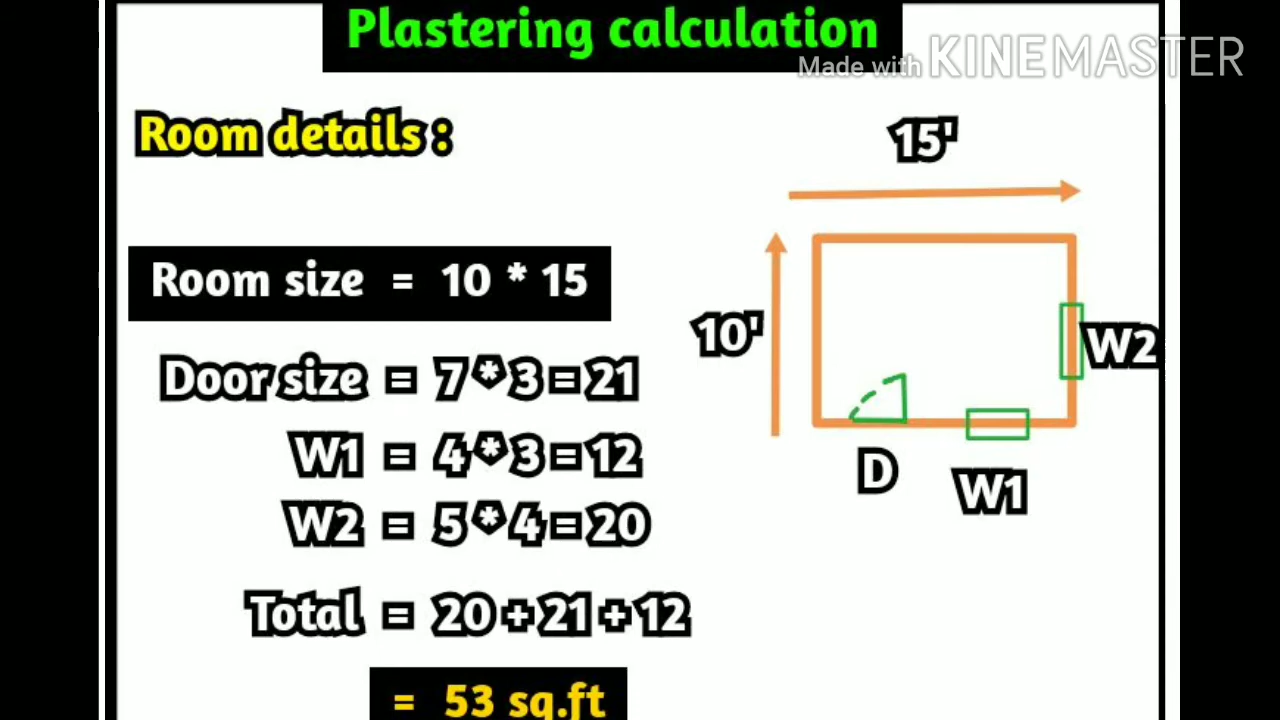 Plastering calculation
Made with KINEMASTER
Room details :
15'
Room size = 10 * 15
10'
Door size = 7*3=21
W2
W1 = 4*3=12
D
W1
W2 = 5*4=20
Total = 20+21+12
= 53 sq.ft